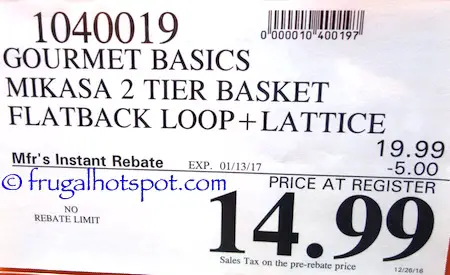 1040019
0 000010 400197
GOURMET BASICS
MIKASA 2 TIER BASKET
FLATBACK LOOP+LATTICE
19.99
Mfr's Instant Rebate EXP. 01/13/17 -5.00
© frugalhotspot.com
PRICE AT REGISTER
NO
REBATE LIMIT
14.99
Sales Tax on the pre-rebate price
12/26/16